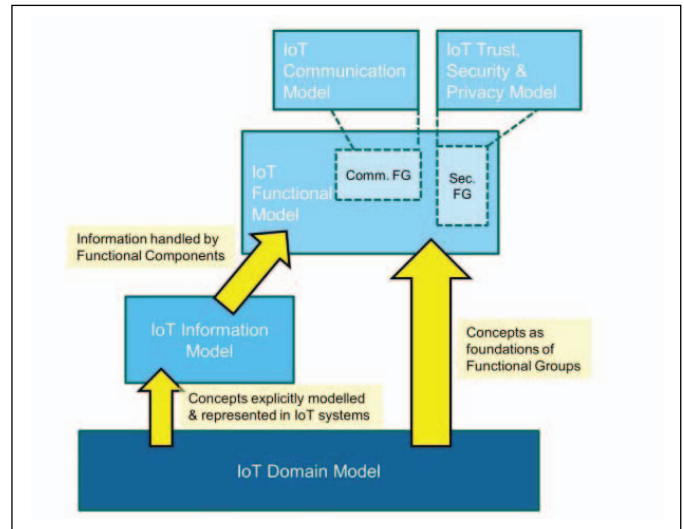 IoT
Communication
Model
IoT Trust,
Security &
Privacy Model
IoT
Functional
Model
Comm. FG
Sec.
FG
Information handled by
Functional Components
IoT Information
Model
Concepts as
foundations of
Functional Groups
Concepts explicitly modelled
& represented in IoT systems
IoT Domain Model